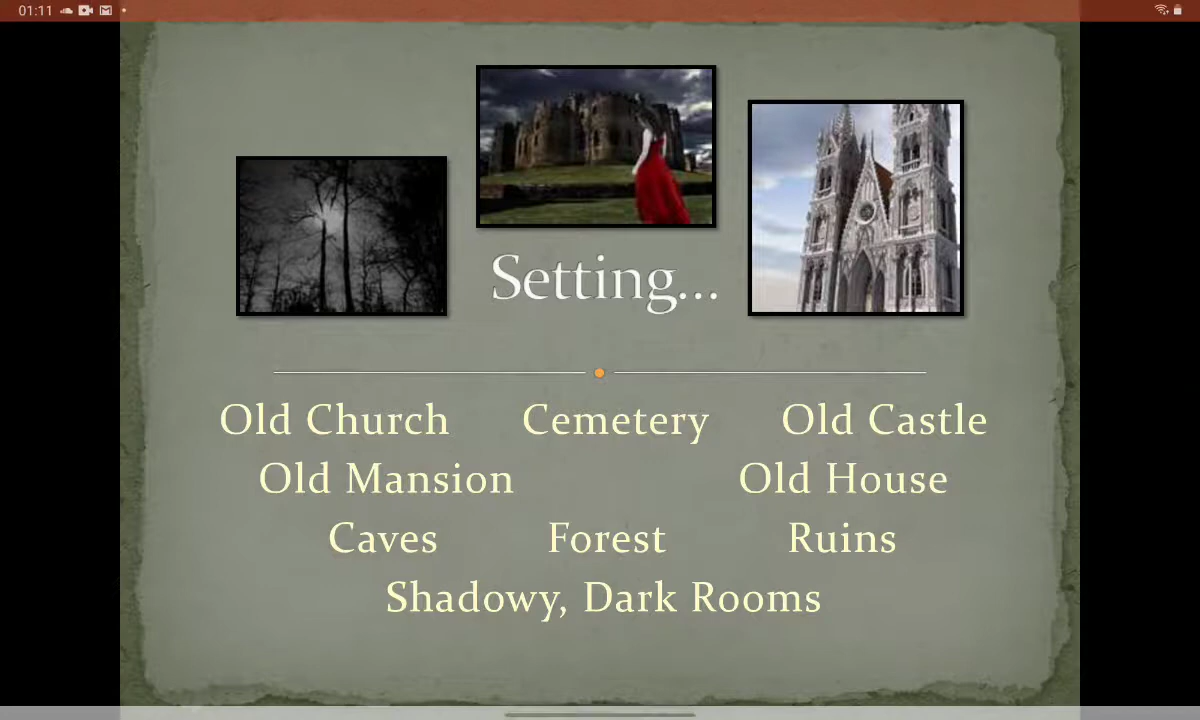 01:11
Setting...
Old Church Cemetery Old Castle
Old Mansion Old House
Caves Forest Ruins
Shadowy, Dark Rooms